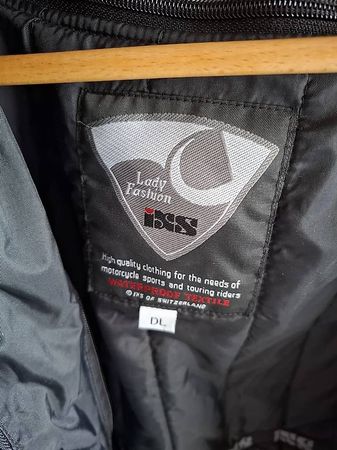 Lady
Fashion
iXS
High quality clothing for the needs of
motorcycle sports and touring riders
WATERPROOF TEXTILE
© IXS OF SWITZERLAND
DL